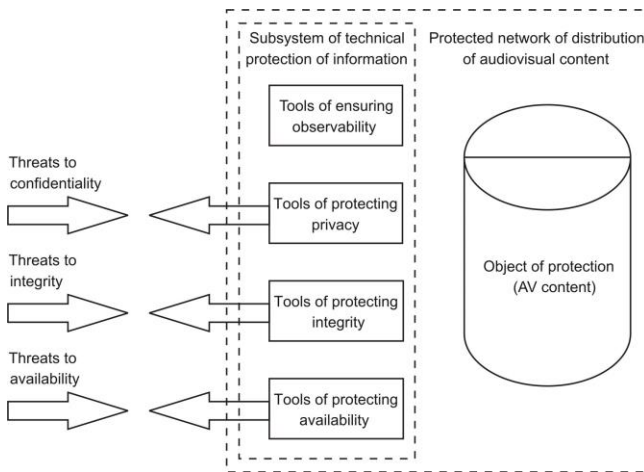 Subsystem of technical
protection of information
Protected network of distribution
of audiovisual content
Tools of ensuring
observability
Threats to
confidentiality
Tools of protecting
privacy
Threats to
integrity
Tools of protecting
integrity
Object of protection
(AV content)
Threats to
availability
Tools of protecting
availability